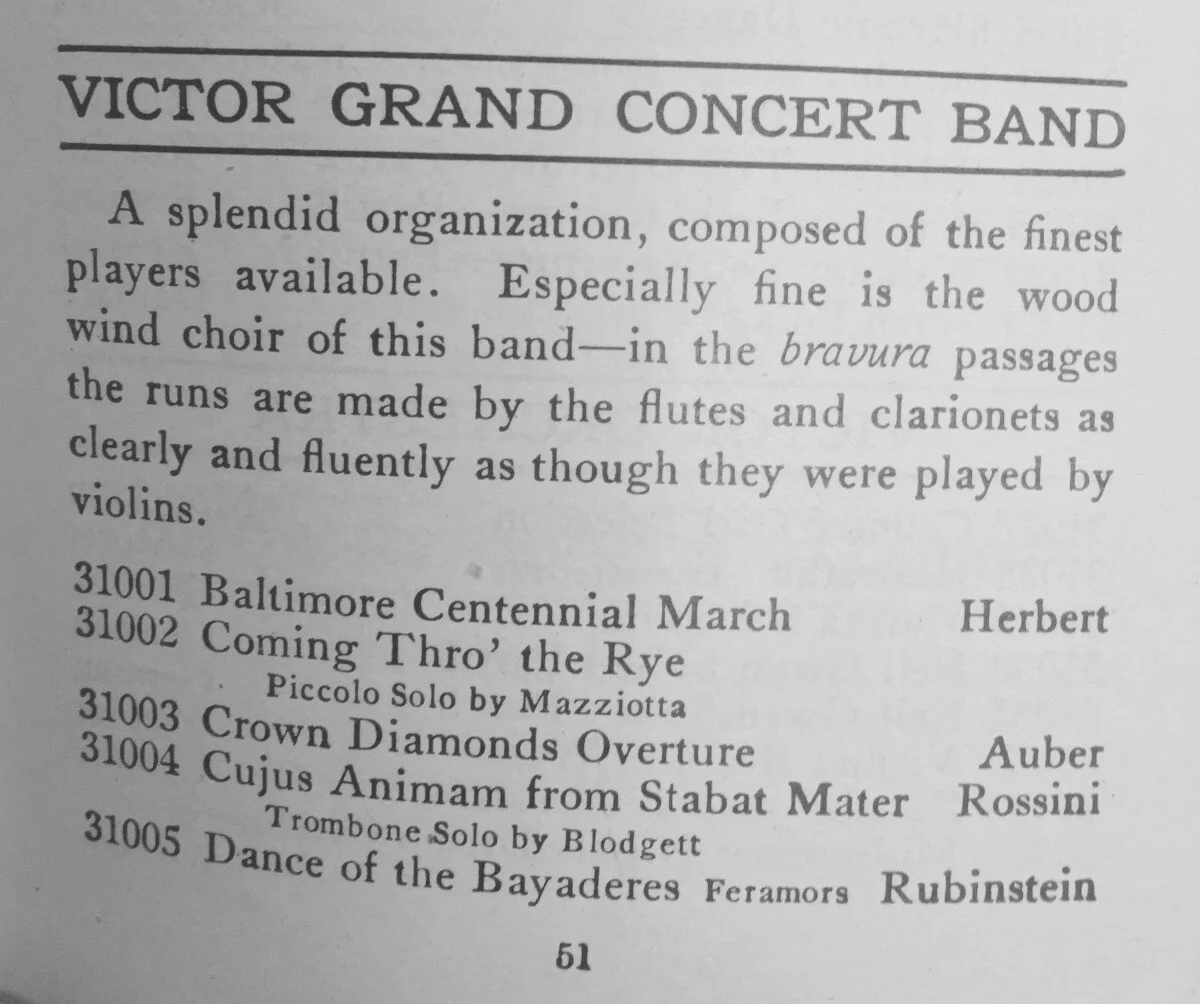 VICTOR GRAND CONCERT BAND
A splendid organization, composed of the finest
players available. Especially fine is the wood
wind choir of this band—in the bravura passages
the runs are made by the flutes and clarionets as
clearly and fluently as though they were played by
violins.
31001 Baltimore Centennial March Herbert
31002 Coming Thro' the Rye
Piccolo Solo by Mazziotta
31003 Crown Diamonds Overture Auber
31004 Cujus Animam from Stabat Mater Rossini
Trombone Solo by Blodgett
31005 Dance of the Bayaderes Feramors Rubinstein
51